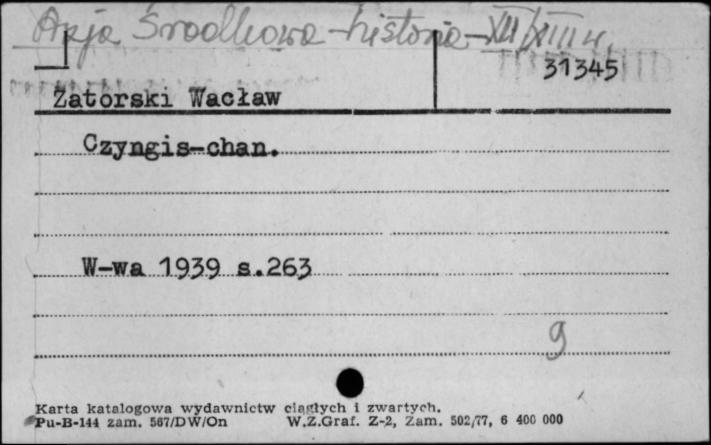 Azja Środkowa - historia - XII/XIII w.
31345
Zatorski Wacław
Czyngis-chan.
W-wa 1939 s.263
9
Karta katalogowa wydawnictw ciągłych i zwartych.
Pu-B-144 zam. 567/DW/On W.Z.Graf. Z-2, Zam. 502/77, 6 400 000